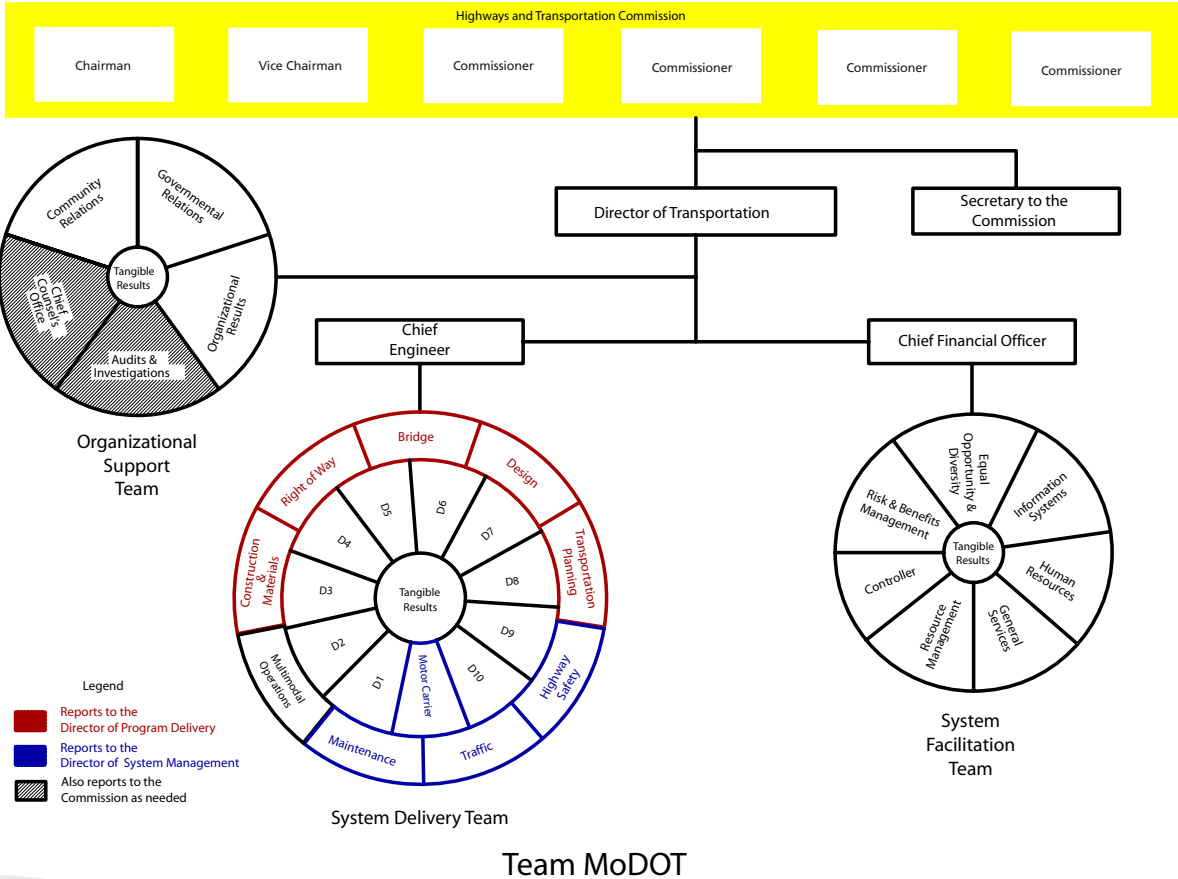 Highways and Transportation Commission
Chairman
Vice Chairman
Commissioner
Commissioner
Commissioner
Commissioner
Director of Transportation
Secretary to the
Commission
Community
Relations
Governmental
Relations
Organizational
Results
Audits &
Investigations
Chief
Counsel's
Office
Tangible
Results
Organizational
Support
Team
Chief
Engineer
Chief Financial Officer
Bridge
Design
Transportation
Planning
Highway
Safety
Traffic
Maintenance
Multimodal
Operations
Construction
&
Materials
Right of Way
D1
D2
D3
D4
D5
D6
D7
D8
D9
D10
Motor Carrier
Tangible
Results
System Delivery Team
Equal
Opportunity &
Diversity
Information
Systems
Human
Resources
General
Services
Resource
Management
Controller
Risk & Benefits
Management
Tangible
Results
System
Facilitation
Team
Legend
Reports to the
Director of Program Delivery
Reports to the
Director of System Management
Also reports to the
Commission as needed
Team MoDOT